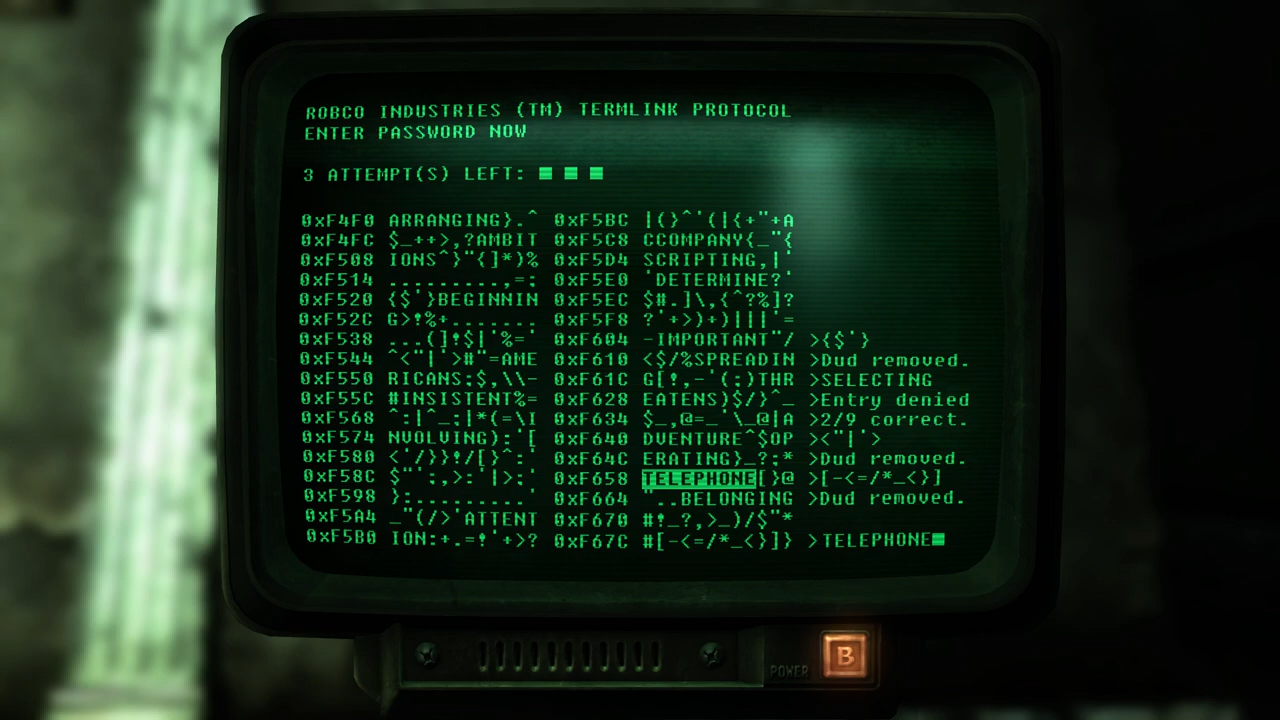 ROBCO INDUSTRIES (TM) TERMLINK PROTOCOL
ENTER PASSWORD NOW
3 ATTEMPT(S) LEFT:
0xF4F0 ARRANGING}.^ 0xF5BC |(}^'(|{+"+A
0xF4FC $_++>,?AMBIT 0xF5C8 CCOMPANY{_"{
0xF508 IONS^}"{]*)% 0xF5D4 SCRIPTING,|'
0xF514 ..........,=: 0xF5E0 'DETERMINE?'
0xF520 {$'}BEGINNIN 0xF5EC $#.]\,{^?%]?
0xF52C G>!%+....... 0xF5F8 ?'+>)+)|||'=
0xF538 ...(]!$|'%=' 0xF604 -IMPORTANT"/ >{$'}
0xF544 ^<"|'>#"=AME 0xF610 <$/%SPREADIN >Dud removed.
0xF550 RICANS;$,\\- 0xF61C G[!,-'(;)THR >SELECTING
0xF55C #INSISTENT%= 0xF628 EATENS)$/}^_ >Entry denied
0xF568 ^:|^_;|*(=\I 0xF634 $_,@=_'\_@|A >2/9 correct.
0xF574 NVOLVING):'[ 0xF640 DVENTURE^$OP ><"|'>
0xF580 <'/}}!/[}^:' 0xF64C ERATING}_?;* >Dud removed.
0xF58C $"':,>:'|>:' 0xF658 TELEPHONE[}@ >[-<=/*_<}]
0xF598 }:.........' 0xF664 "..BELONGING >Dud removed.
0xF5A4 _"(/>'ATTENT 0xF670 #!_?,>_)/$"*
0xF5B0 ION:+.=!'+>? 0xF67C #[-<=/*_<}]} >TELEPHONE
POWER
B